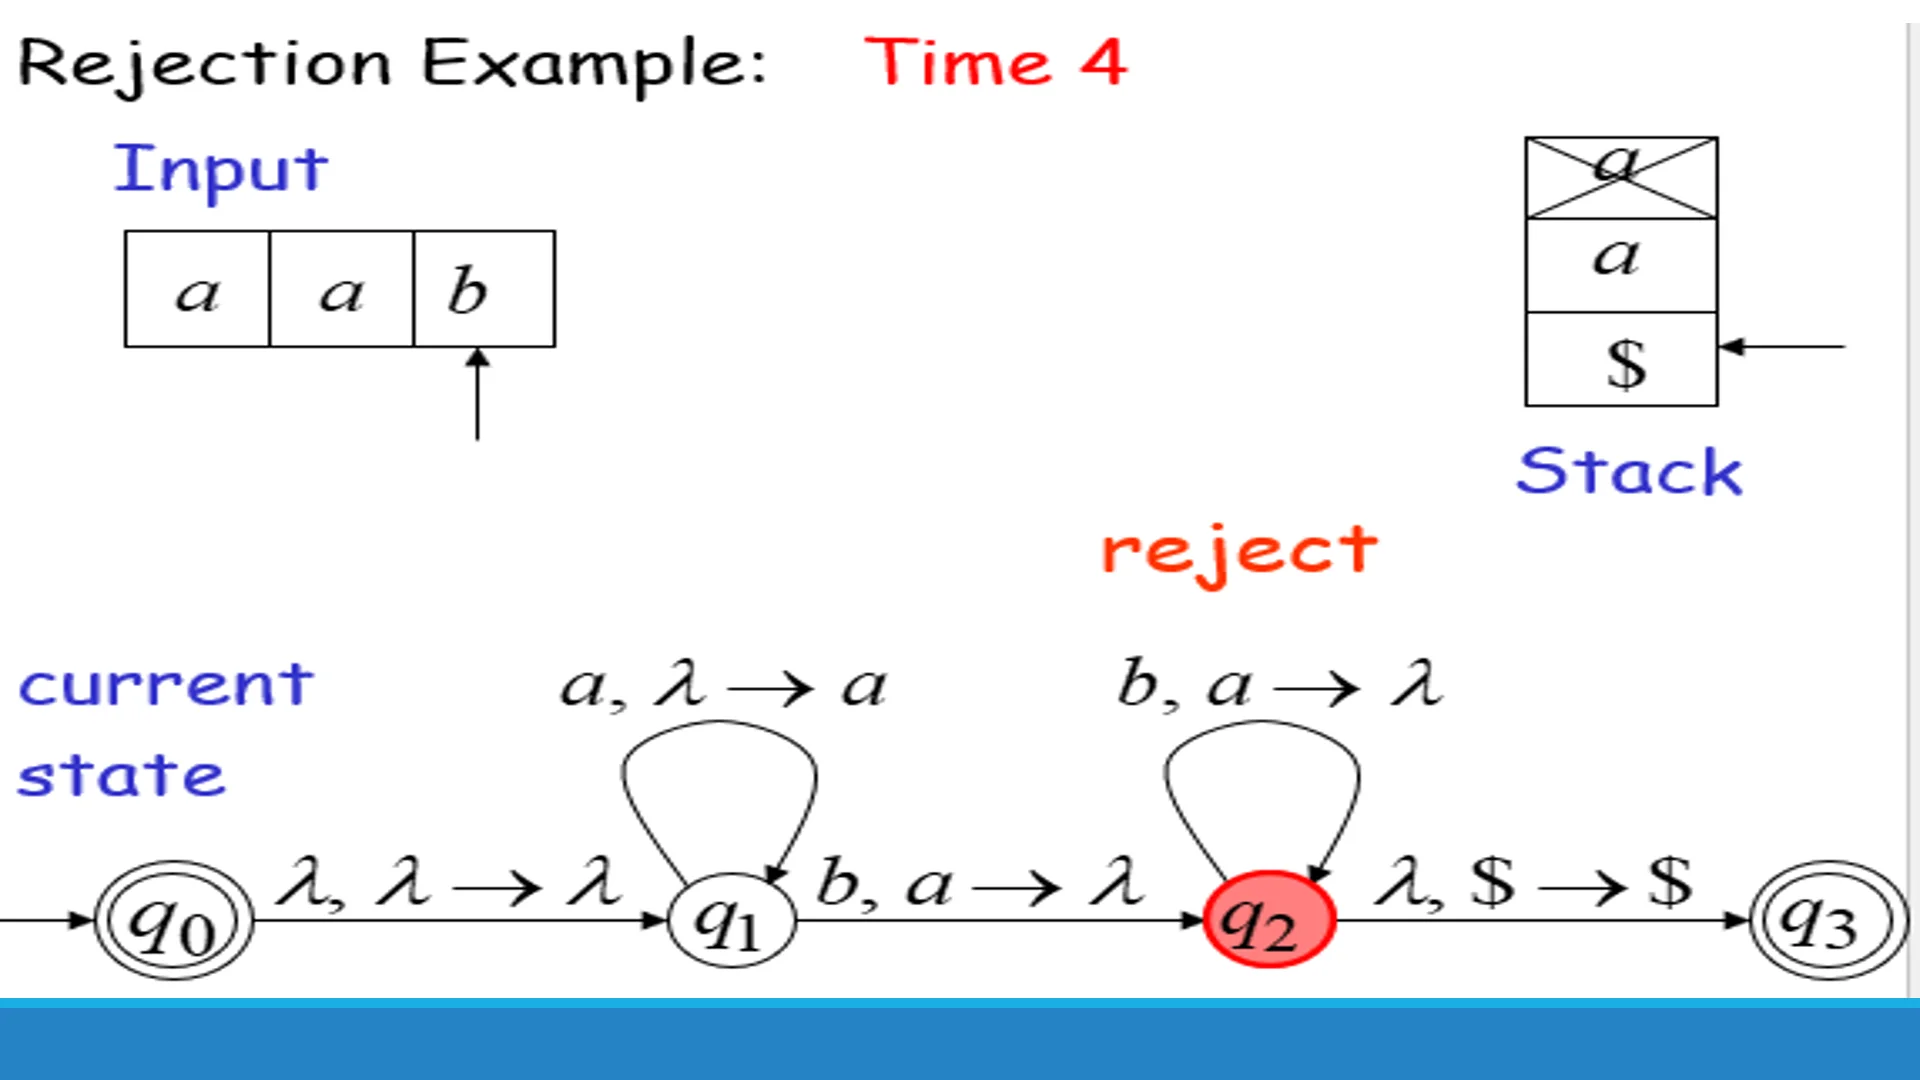 Rejection Example: Time 4
Input
a a b
a
a
$
Stack
reject
current
state
a, λ → a
b, a → λ
q0
λ, λ → λ
q1
b, a → λ
q2
λ, $ → $
q3